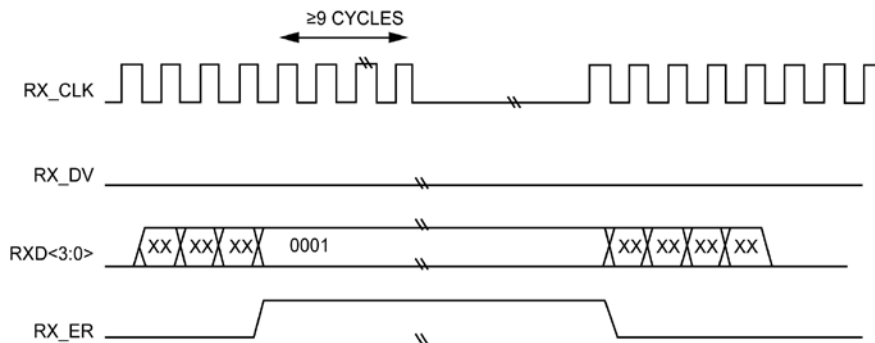 ≥9 CYCLES
RX_CLK
RX_DV
RXD<3:0> XX XX XX 0001 XX XX XX XX
RX_ER